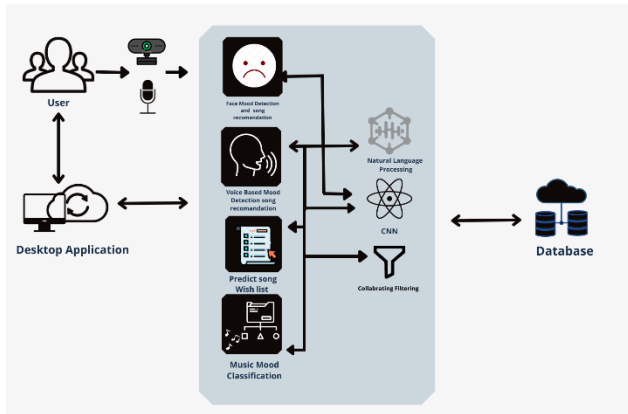 User
Desktop Application
Face Mood Detection
and song
recomandation
Voice Based Mood
Detection song
recomandation
Predict song
Wish list
Music Mood
Classification
Natural Language
Processing
CNN
Collabrating Filtering
Database